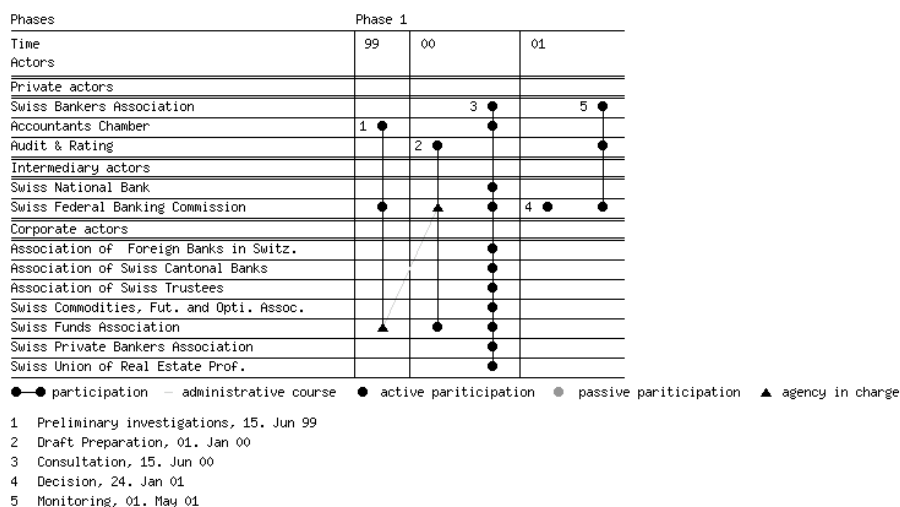 Phases Phase 1
Time 99 00 01
Actors
Private actors
Swiss Bankers Association 3 5
Accountants Chamber 1
Audit & Rating 2
Intermediary actors
Swiss National Bank
Swiss Federal Banking Commission 4
Corporate actors
Association of Foreign Banks in Switz.
Association of Swiss Cantonal Banks
Association of Swiss Trustees
Swiss Commodities, Fut. and Opti. Assoc.
Swiss Funds Association
Swiss Private Bankers Association
Swiss Union of Real Estate Prof.
participation administrative course active pariticipation passive pariticipation agency in charge
1 Preliminary investigations, 15. Jun 99
2 Draft Preparation, 01. Jan 00
3 Consultation, 15. Jun 00
4 Decision, 24. Jan 01
5 Monitoring, 01. May 01